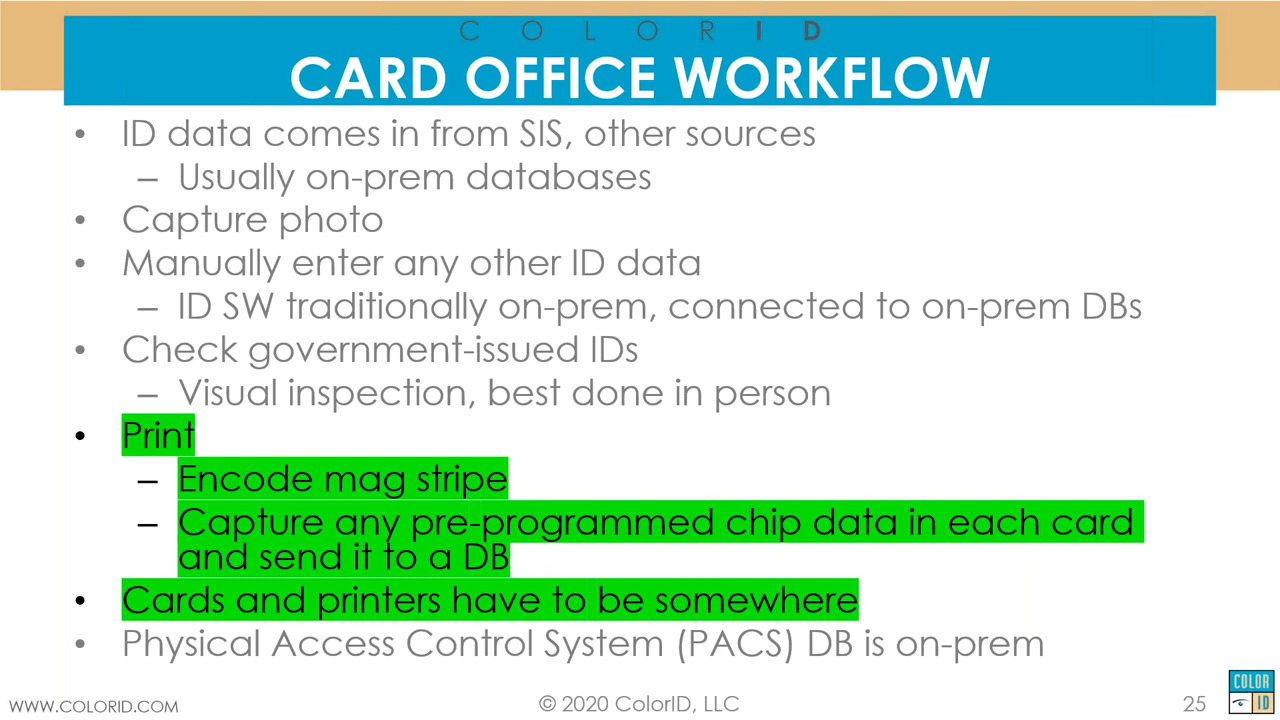 COLORID
CARD OFFICE WORKFLOW
• ID data comes in from SIS, other sources
– Usually on-prem databases
• Capture photo
• Manually enter any other ID data
– ID SW traditionally on-prem, connected to on-prem DBs
• Check government-issued IDs
– Visual inspection, best done in person
• Print
– Encode mag stripe
– Capture any pre-programmed chip data in each card
and send it to a DB
• Cards and printers have to be somewhere
• Physical Access Control System (PACS) DB is on-prem
WWW.COLORID.COM
© 2020 ColorID, LLC
25
COLOR
ID